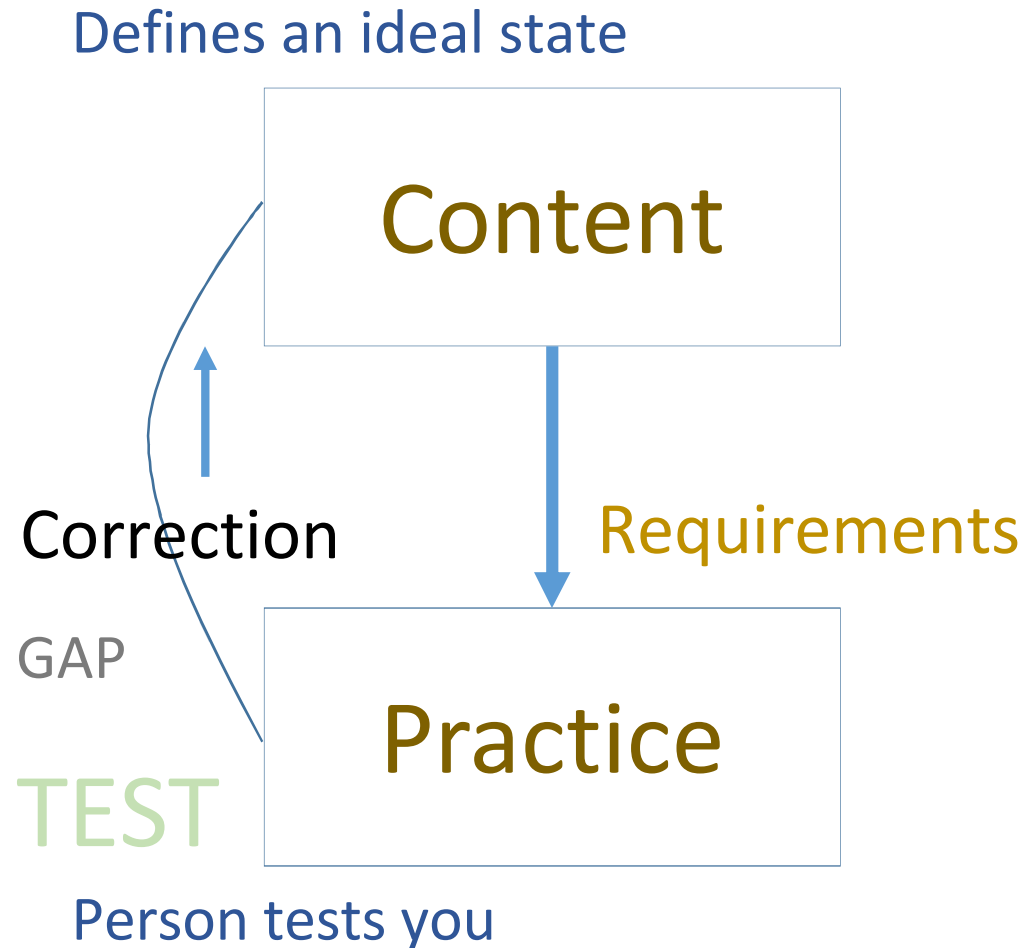 Defines an ideal state
Content
Correction
Requirements
GAP
Practice
TEST
Person tests you